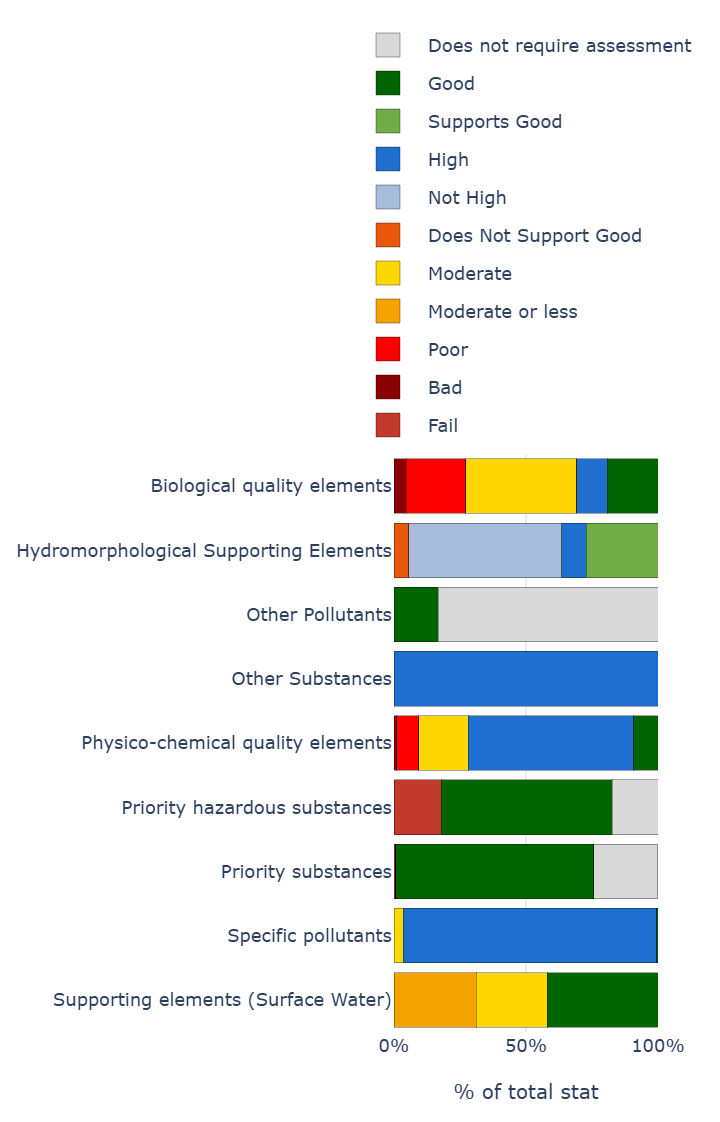 Does not require assessment
Good
Supports Good
High
Not High
Does Not Support Good
Moderate
Moderate or less
Poor
Bad
Fail
Biological quality elements
Hydromorphological Supporting Elements
Other Pollutants
Other Substances
Physico-chemical quality elements
Priority hazardous substances
Priority substances
Specific pollutants
Supporting elements (Surface Water)
0% 50% 100%
% of total stat